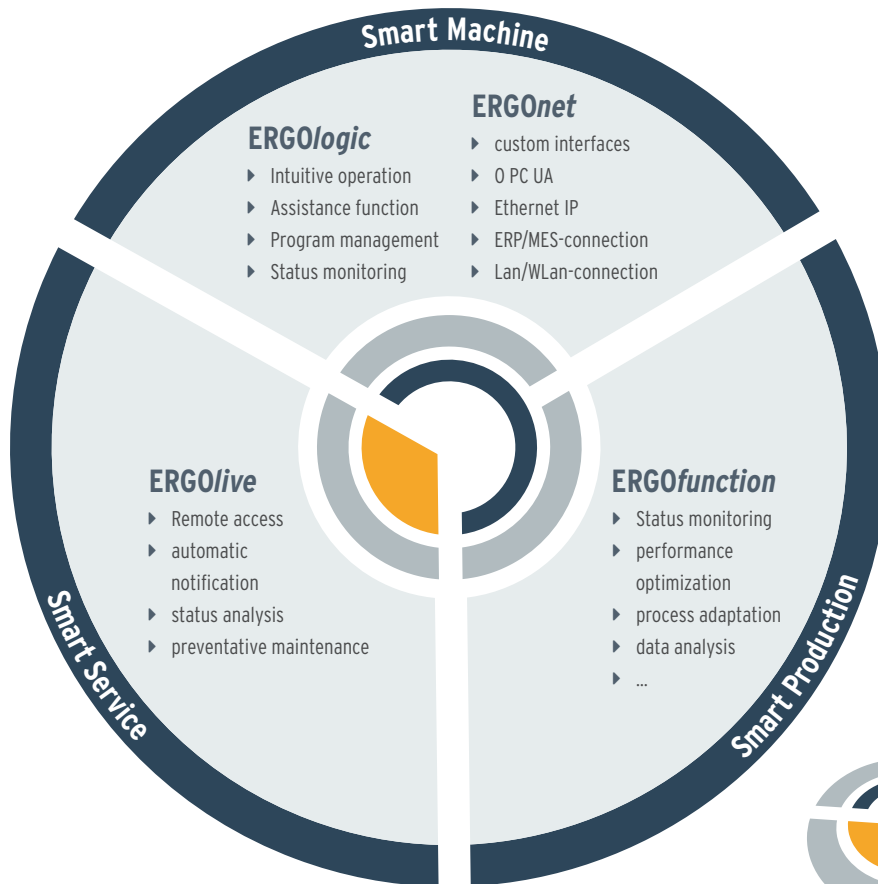 Smart Machine
ERGOlogic
Intuitive operation
Assistance function
Program management
Status monitoring
ERGOnet
custom interfaces
O PC UA
Ethernet IP
ERP/MES-connection
Lan/WLan-connection
ERGOlive
Remote access
automatic
notification
status analysis
preventative maintenance
Smart Service
ERGOfunction
Status monitoring
performance
optimization
process adaptation
data analysis
...
Smart Production